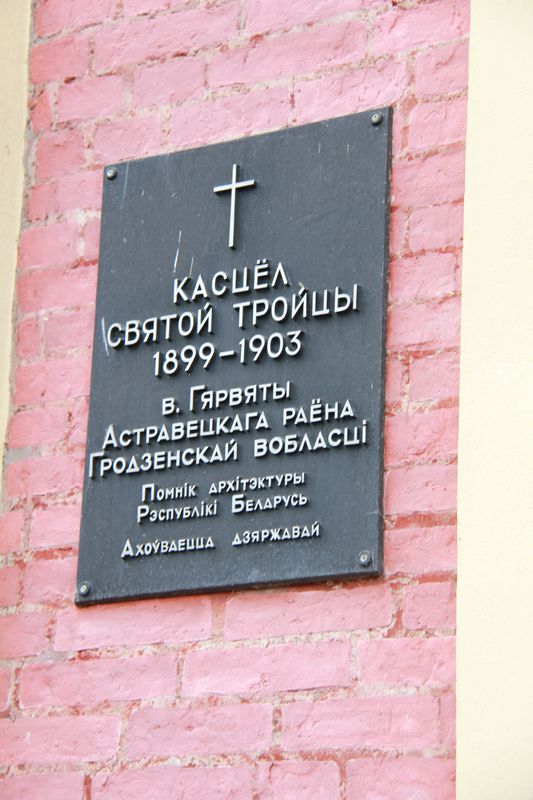 КАСЦЁЛ
СВЯТОЙ ТРОЙЦЫ
1899–1903
в. Гярвяты
Астравецкага раёна
Гродзенскай вобласці
Помнік архітэктуры
Рэспублікі Беларусь
Ахоўваецца дзяржавай